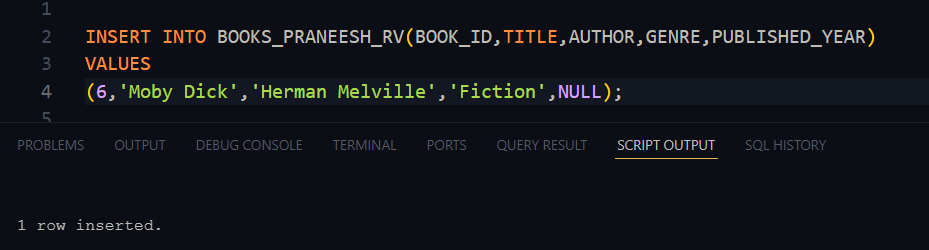 1
2 INSERT INTO BOOKS_PRANEESH_RV(BOOK_ID,TITLE,AUTHOR,GENRE,PUBLISHED_YEAR)
3 VALUES
4 (6,'Moby Dick','Herman Melville','Fiction',NULL);
5
PROBLEMS OUTPUT DEBUG CONSOLE TERMINAL PORTS QUERY RESULT SCRIPT OUTPUT SQL HISTORY
1 row inserted.